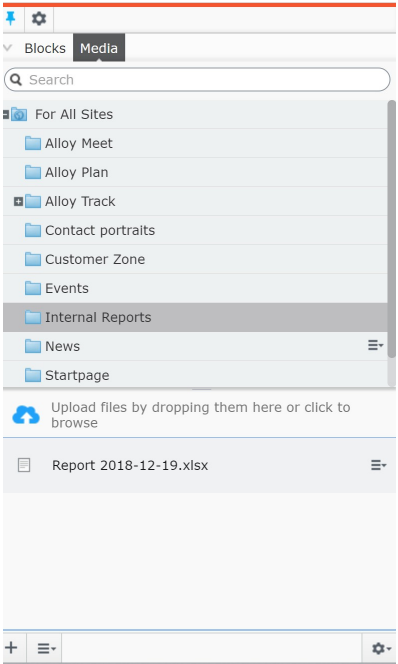 Blocks Media
Search
For All Sites
Alloy Meet
Alloy Plan
Alloy Track
Contact portraits
Customer Zone
Events
Internal Reports
News
Startpage
Upload files by dropping them here or click to
browse
Report 2018-12-19.xlsx